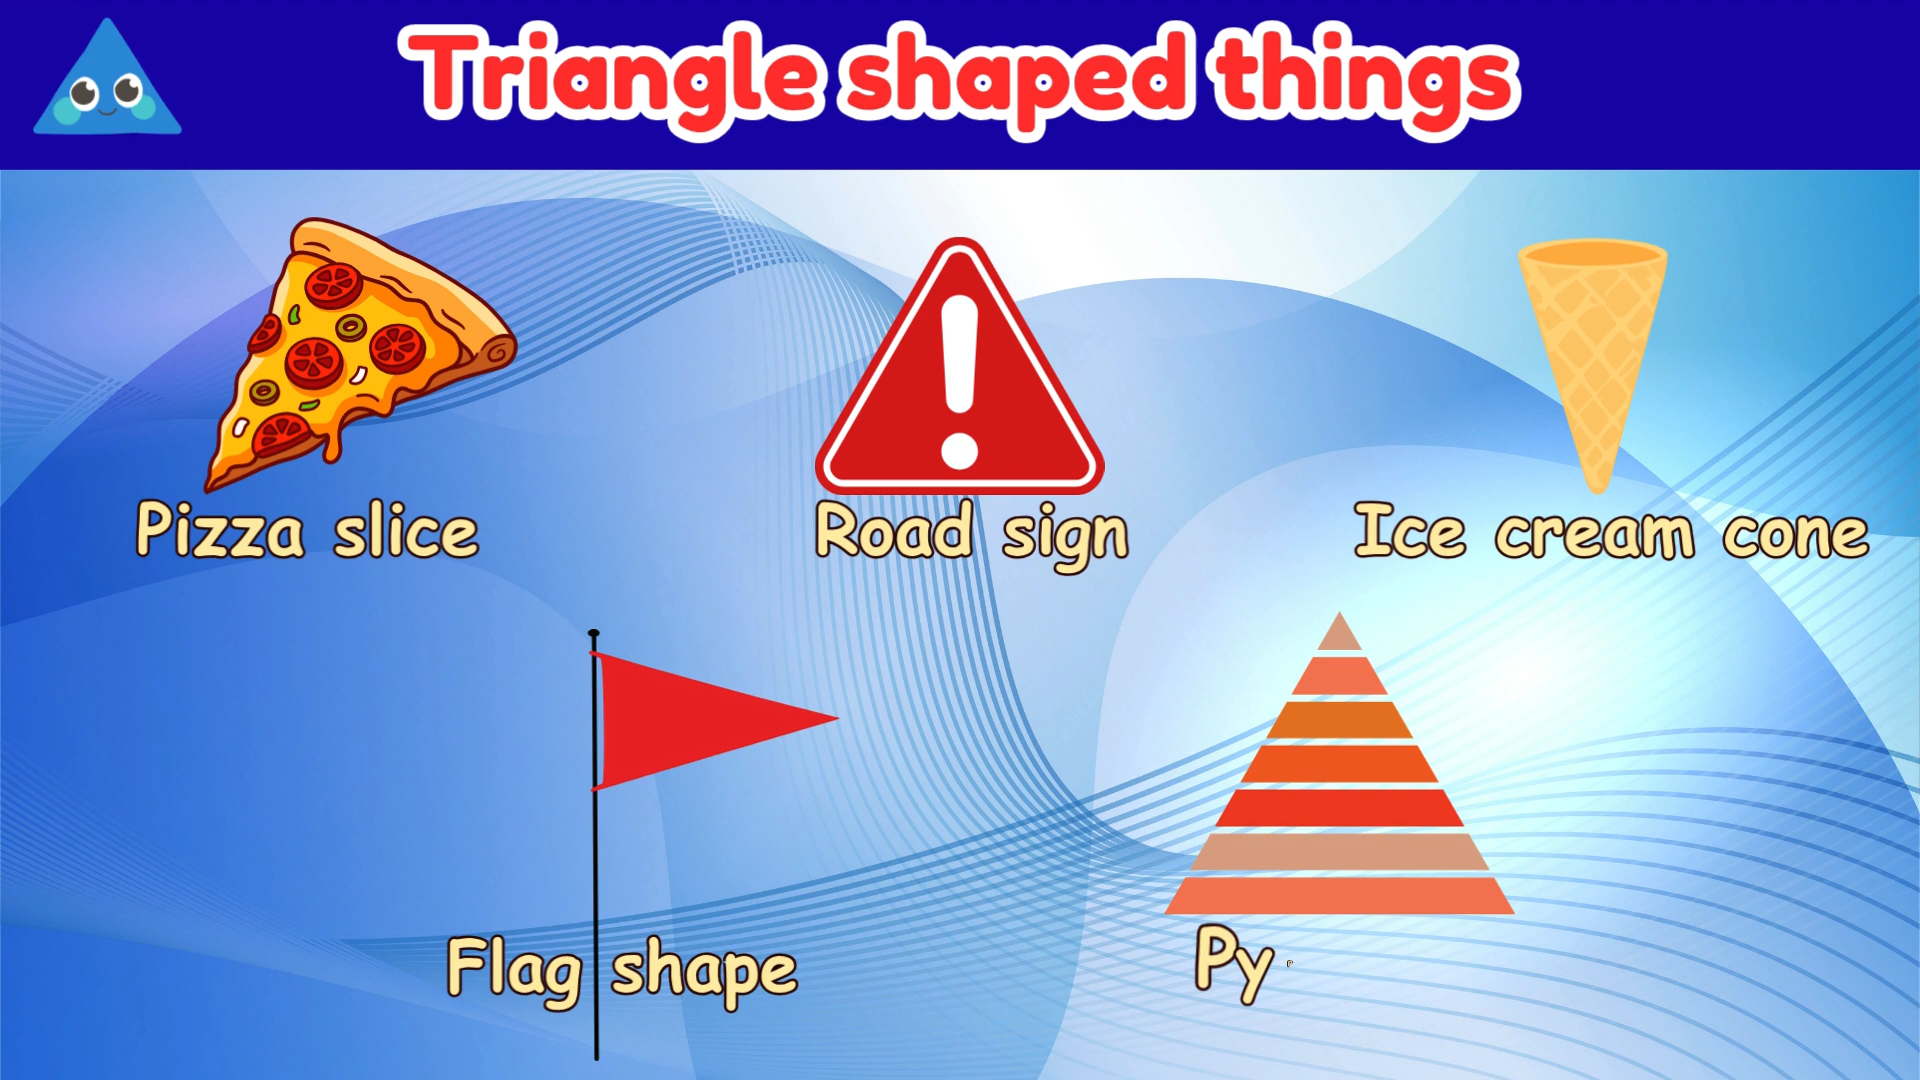 Triangle shaped things
Pizza slice
Road sign
Ice cream cone
Flag shape
Py